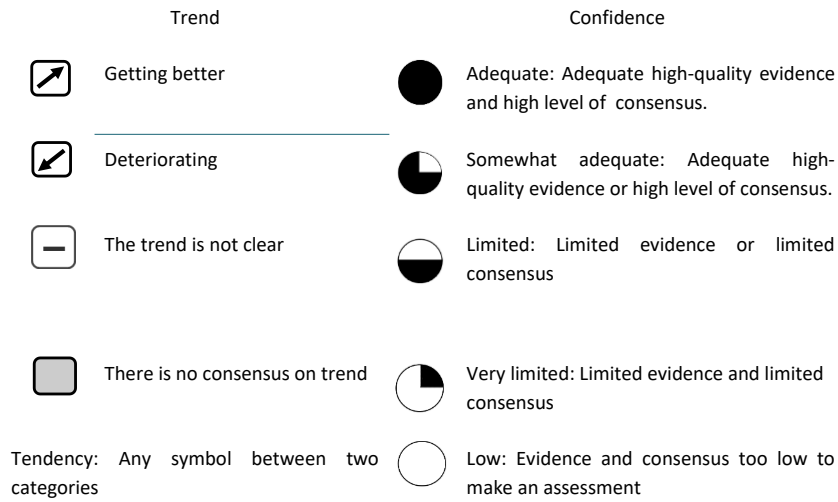 Trend
Confidence
Getting better
Adequate: Adequate high-quality evidence
and high level of consensus.
Deteriorating
Somewhat adequate: Adequate high-
quality evidence or high level of consensus.
The trend is not clear
Limited: Limited evidence or limited
consensus
There is no consensus on trend
Very limited: Limited evidence and limited
consensus
Tendency: Any symbol between two
categories
Low: Evidence and consensus too low to
make an assessment